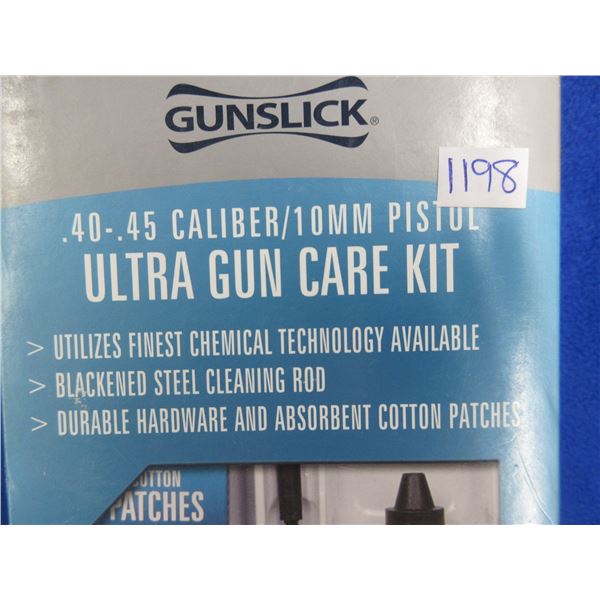 GUNSLICK®
1198
.40-.45 CALIBER/10MM PISTOL
ULTRA GUN CARE KIT
> UTILIZES FINEST CHEMICAL TECHNOLOGY AVAILABLE
> BLACKENED STEEL CLEANING ROD
> DURABLE HARDWARE AND ABSORBENT COTTON PATCHES
COTTON
PATCHES